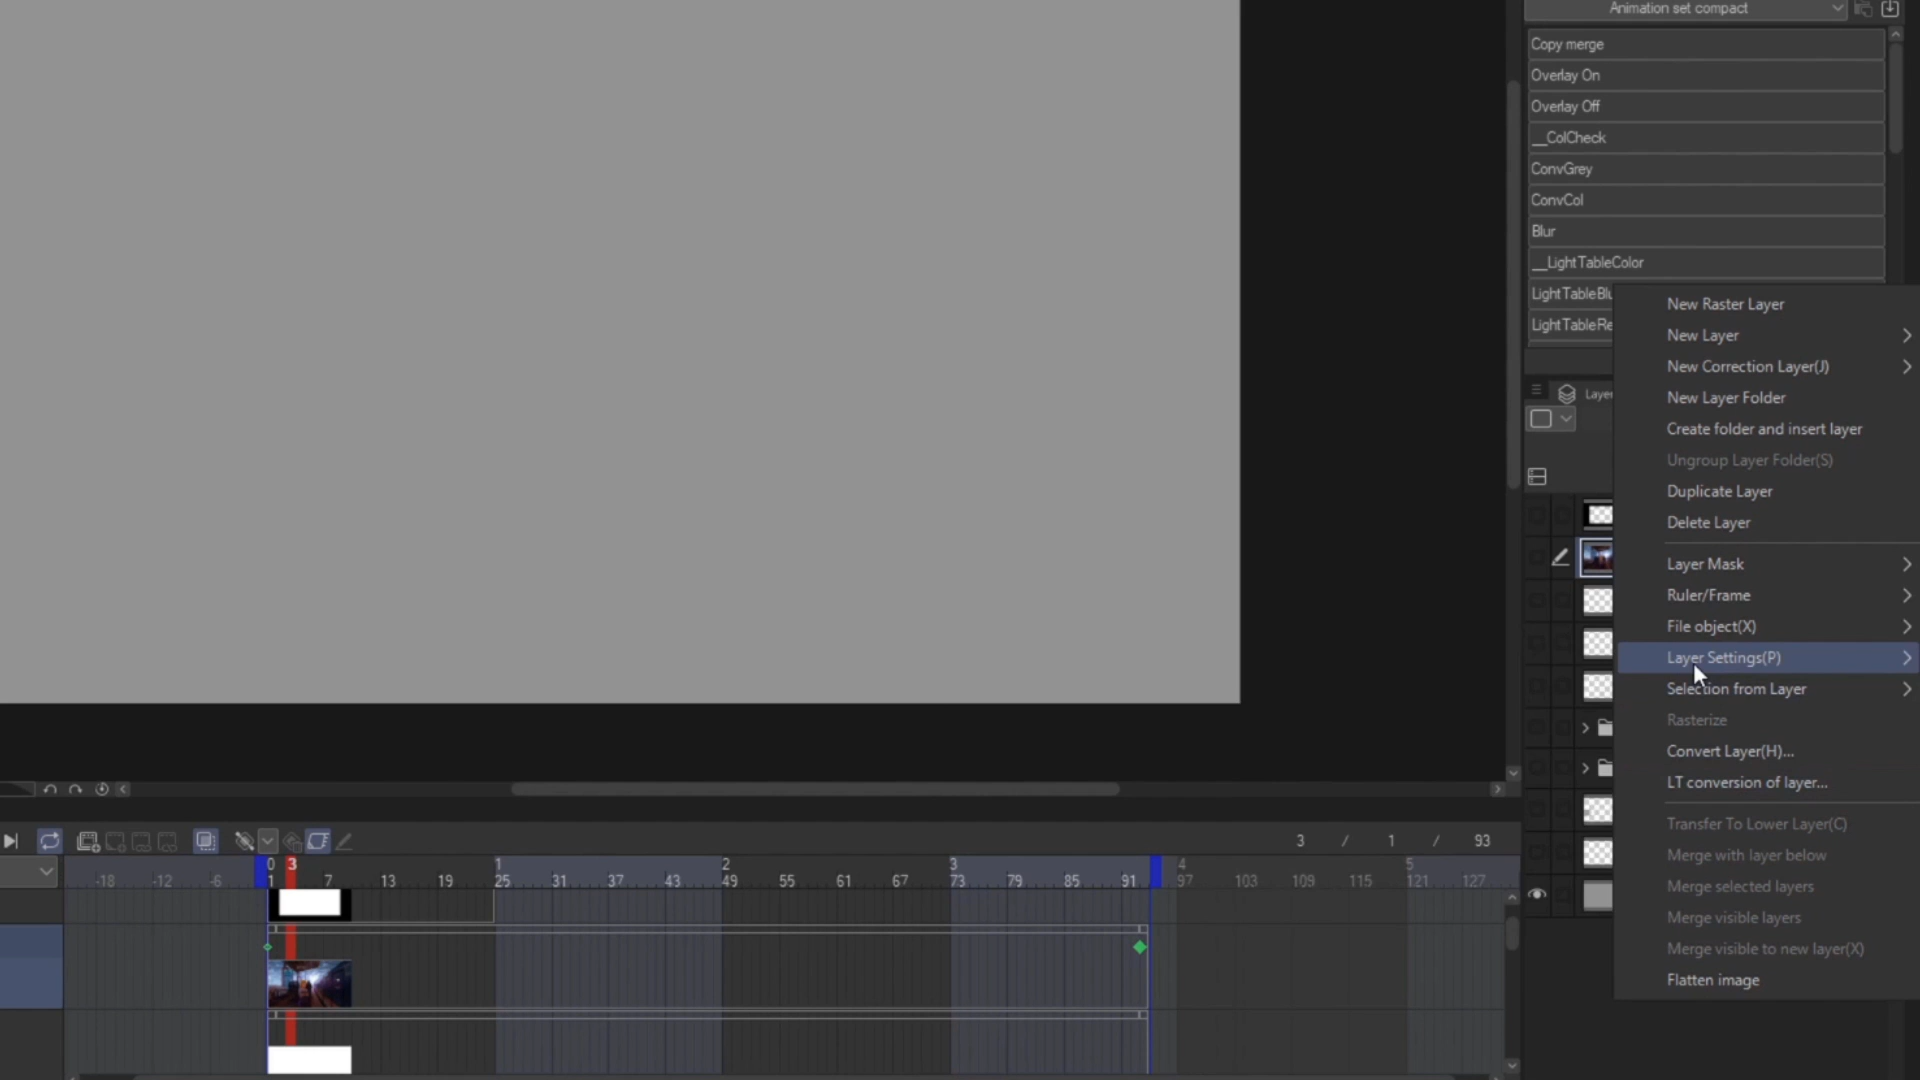 Animation set compact
Copy merge
Overlay On
Overlay Off
__ColCheck
ConvGrey
ConvCol
Blur
__LightTableColor
LightTableBlu
LightTableRe
Layer
New Raster Layer
New Layer
New Correction Layer(J)
New Layer Folder
Create folder and insert layer
Ungroup Layer Folder(S)
Duplicate Layer
Delete Layer
Layer Mask
Ruler/Frame
File object(X)
Layer Settings(P)
Selection from Layer
Rasterize
Convert Layer(H)...
LT conversion of layer...
Transfer To Lower Layer(C)
Merge with layer below
Merge selected layers
Merge visible layers
Merge visible to new layer(X)
Flatten image
3 / 1 / 93
0 3 1 2 3 4 5
-18 -12 -6 1 7 13 19 25 31 37 43 49 55 61 67 73 79 85 91 97 103 109 115 121 127